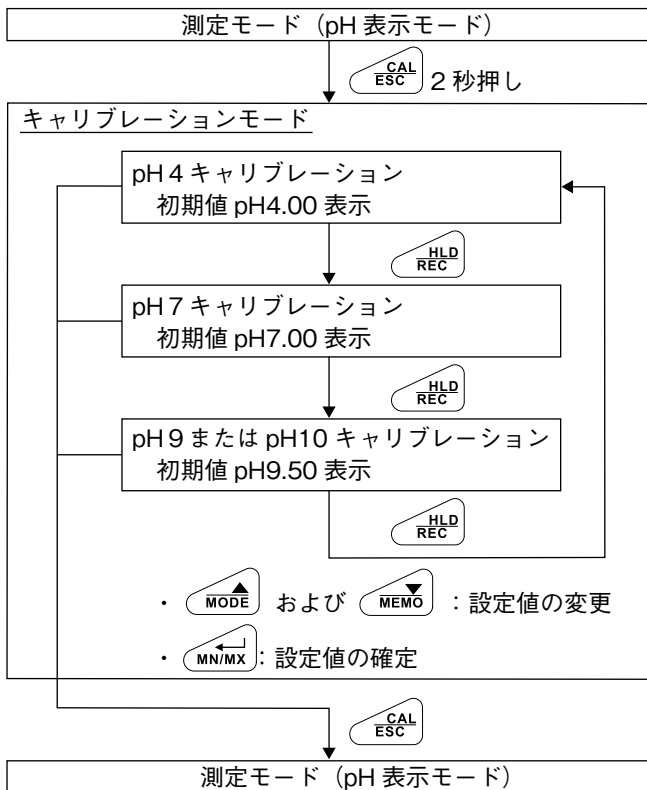 測定モード（pH 表示モード）
CAL
ESC 2 秒押し
キャリブレーションモード
pH 4 キャリブレーション
初期値 pH4.00 表示
HLD
REC
pH 7 キャリブレーション
初期値 pH7.00 表示
HLD
REC
pH 9 または pH10 キャリブレーション
初期値 pH9.50 表示
HLD
REC
・ MODE および MEMO ：設定値の変更
・ MN/MX ：設定値の確定
CAL
ESC
測定モード（pH 表示モード）